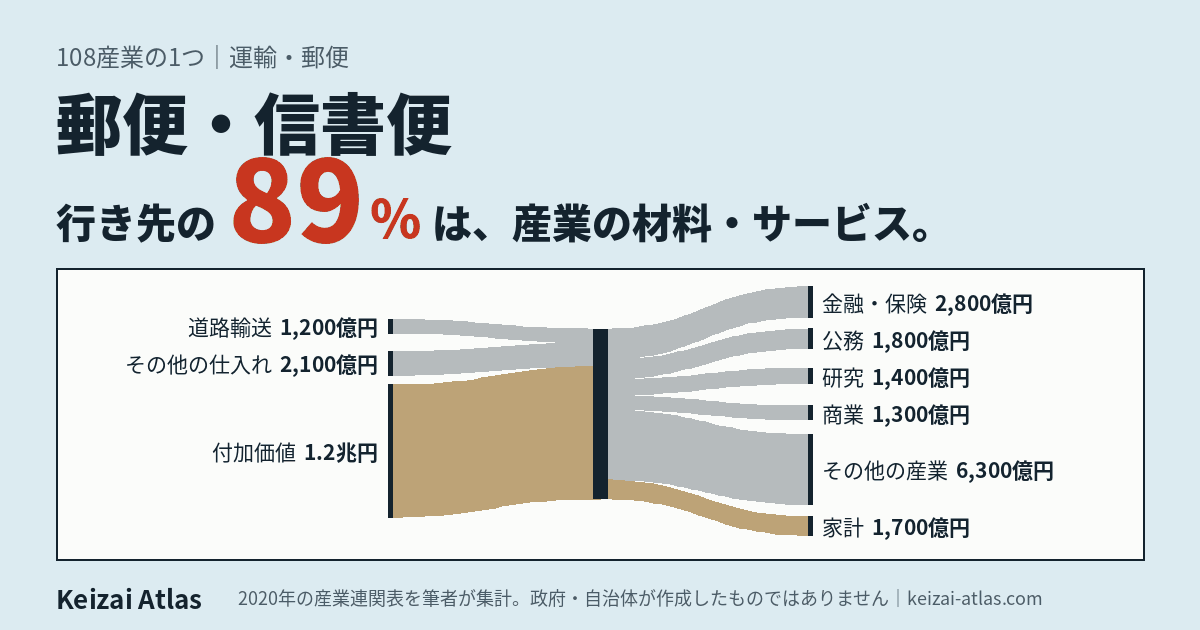 108産業の1つ｜運輸・郵便
郵便・信書便
行き先の 89% は、産業の材料・サービス。
道路輸送 1,200億円
その他の仕入れ 2,100億円
付加価値 1.2兆円
金融・保険 2,800億円
公務 1,800億円
研究 1,400億円
商業 1,300億円
その他の産業 6,300億円
家計 1,700億円
Keizai Atlas
2020年の産業連関表を筆者が集計。政府・自治体が作成したものではありません｜keizai-atlas.com